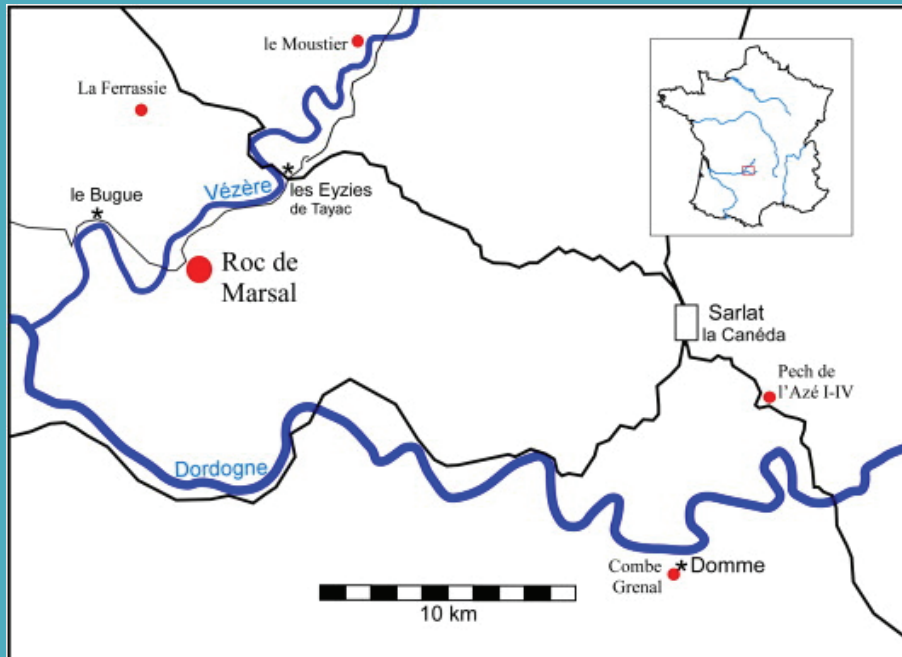 le Moustier
La Ferrassie
le Bugue
Vézère
les Eyzies
de Tayac
Roc de
Marsal
Sarlat
la Canéda
Pech de
l'Azé I-IV
Dordogne
Combe
Grenal
*Domme
10 km